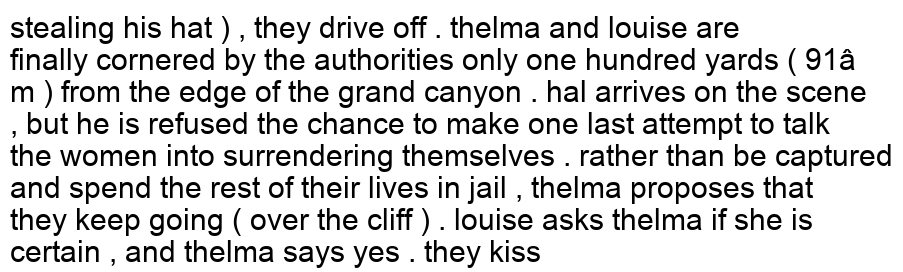 stealing his hat ) , they drive off . thelma and louise are
finally cornered by the authorities only one hundred yards ( 91â
m ) from the edge of the grand canyon . hal arrives on the scene
, but he is refused the chance to make one last attempt to talk
the women into surrendering themselves . rather than be captured
and spend the rest of their lives in jail , thelma proposes that
they keep going ( over the cliff ) . louise asks thelma if she is
certain , and thelma says yes . they kiss